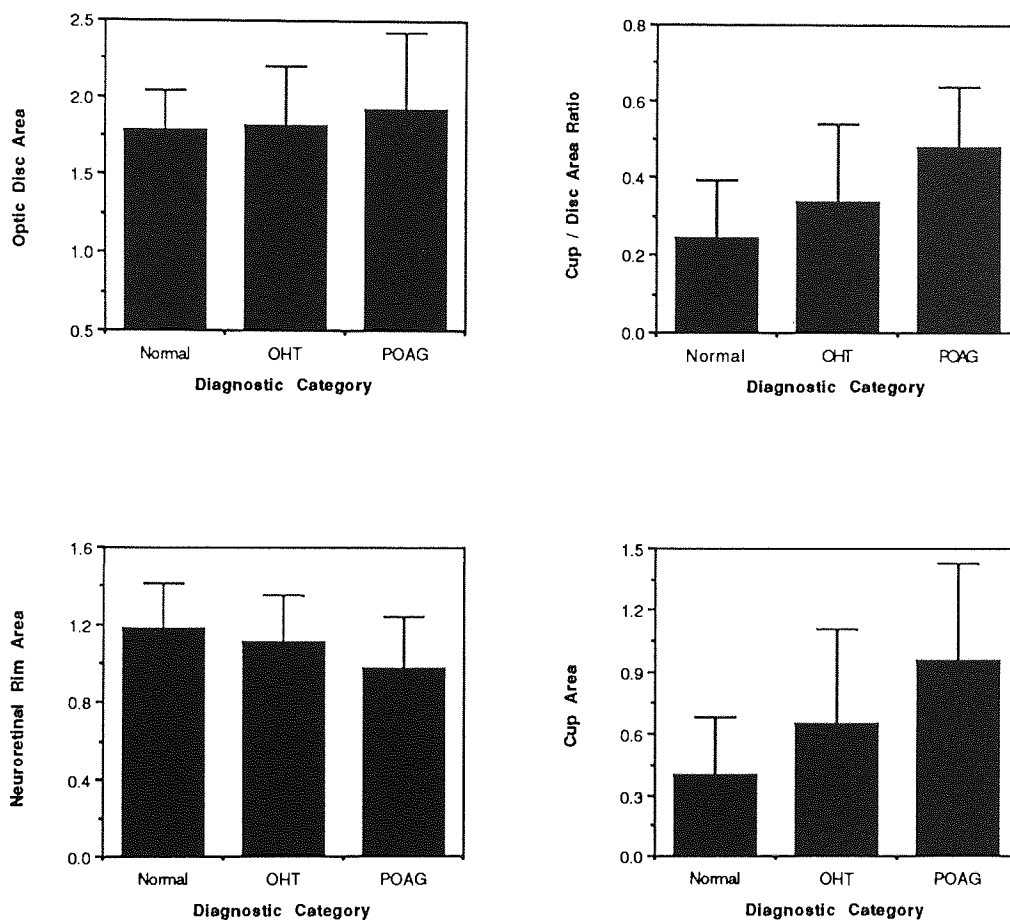 Optic Disc Area
2.5
2.0
1.5
1.0
0.5
Normal OHT POAG
Diagnostic Category
Cup / Disc Area Ratio
0.8
0.6
0.4
0.2
0.0
Normal OHT POAG
Diagnostic Category
Neuroretinal Rim Area
1.6
1.2
0.8
0.4
0.0
Normal OHT POAG
Diagnostic Category
Cup Area
1.5
1.2
0.9
0.6
0.3
0.0
Normal OHT POAG
Diagnostic Category